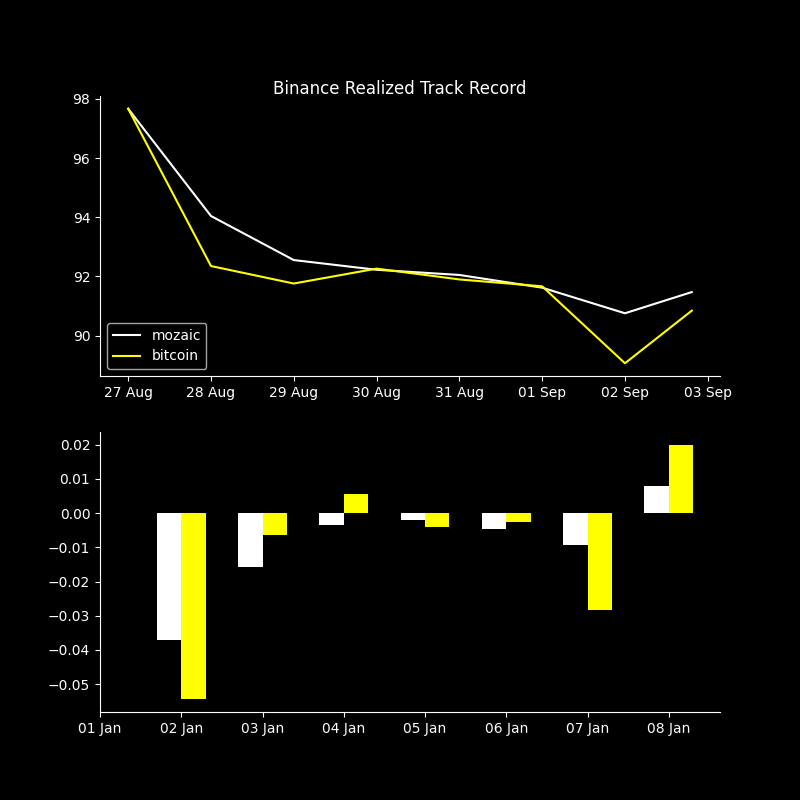 Binance Realized Track Record
98
96
94
92
90
mozaic
bitcoin
27 Aug 28 Aug 29 Aug 30 Aug 31 Aug 01 Sep 02 Sep 03 Sep
0.02
0.01
0.00
−0.01
−0.02
−0.03
−0.04
−0.05
01 Jan 02 Jan 03 Jan 04 Jan 05 Jan 06 Jan 07 Jan 08 Jan